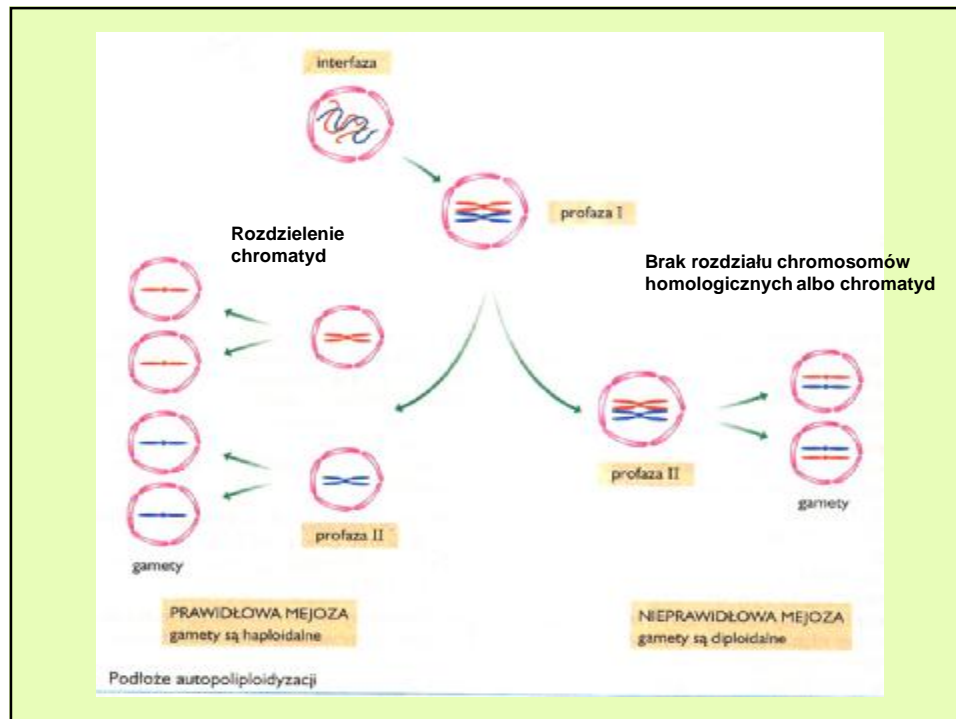 interfaza
profaza I
Rozdzielenie
chromatyd
Brak rozdziału chromosomów
homologicznych albo chromatyd
profaza II
gamety
profaza II
gamety
PRAWIDŁOWA MEJOZA
gamety są haploidalne
NIEPRAWIDŁOWA MEJOZA
gamety są diploidalne
Podłoże autopoliploidyzacji